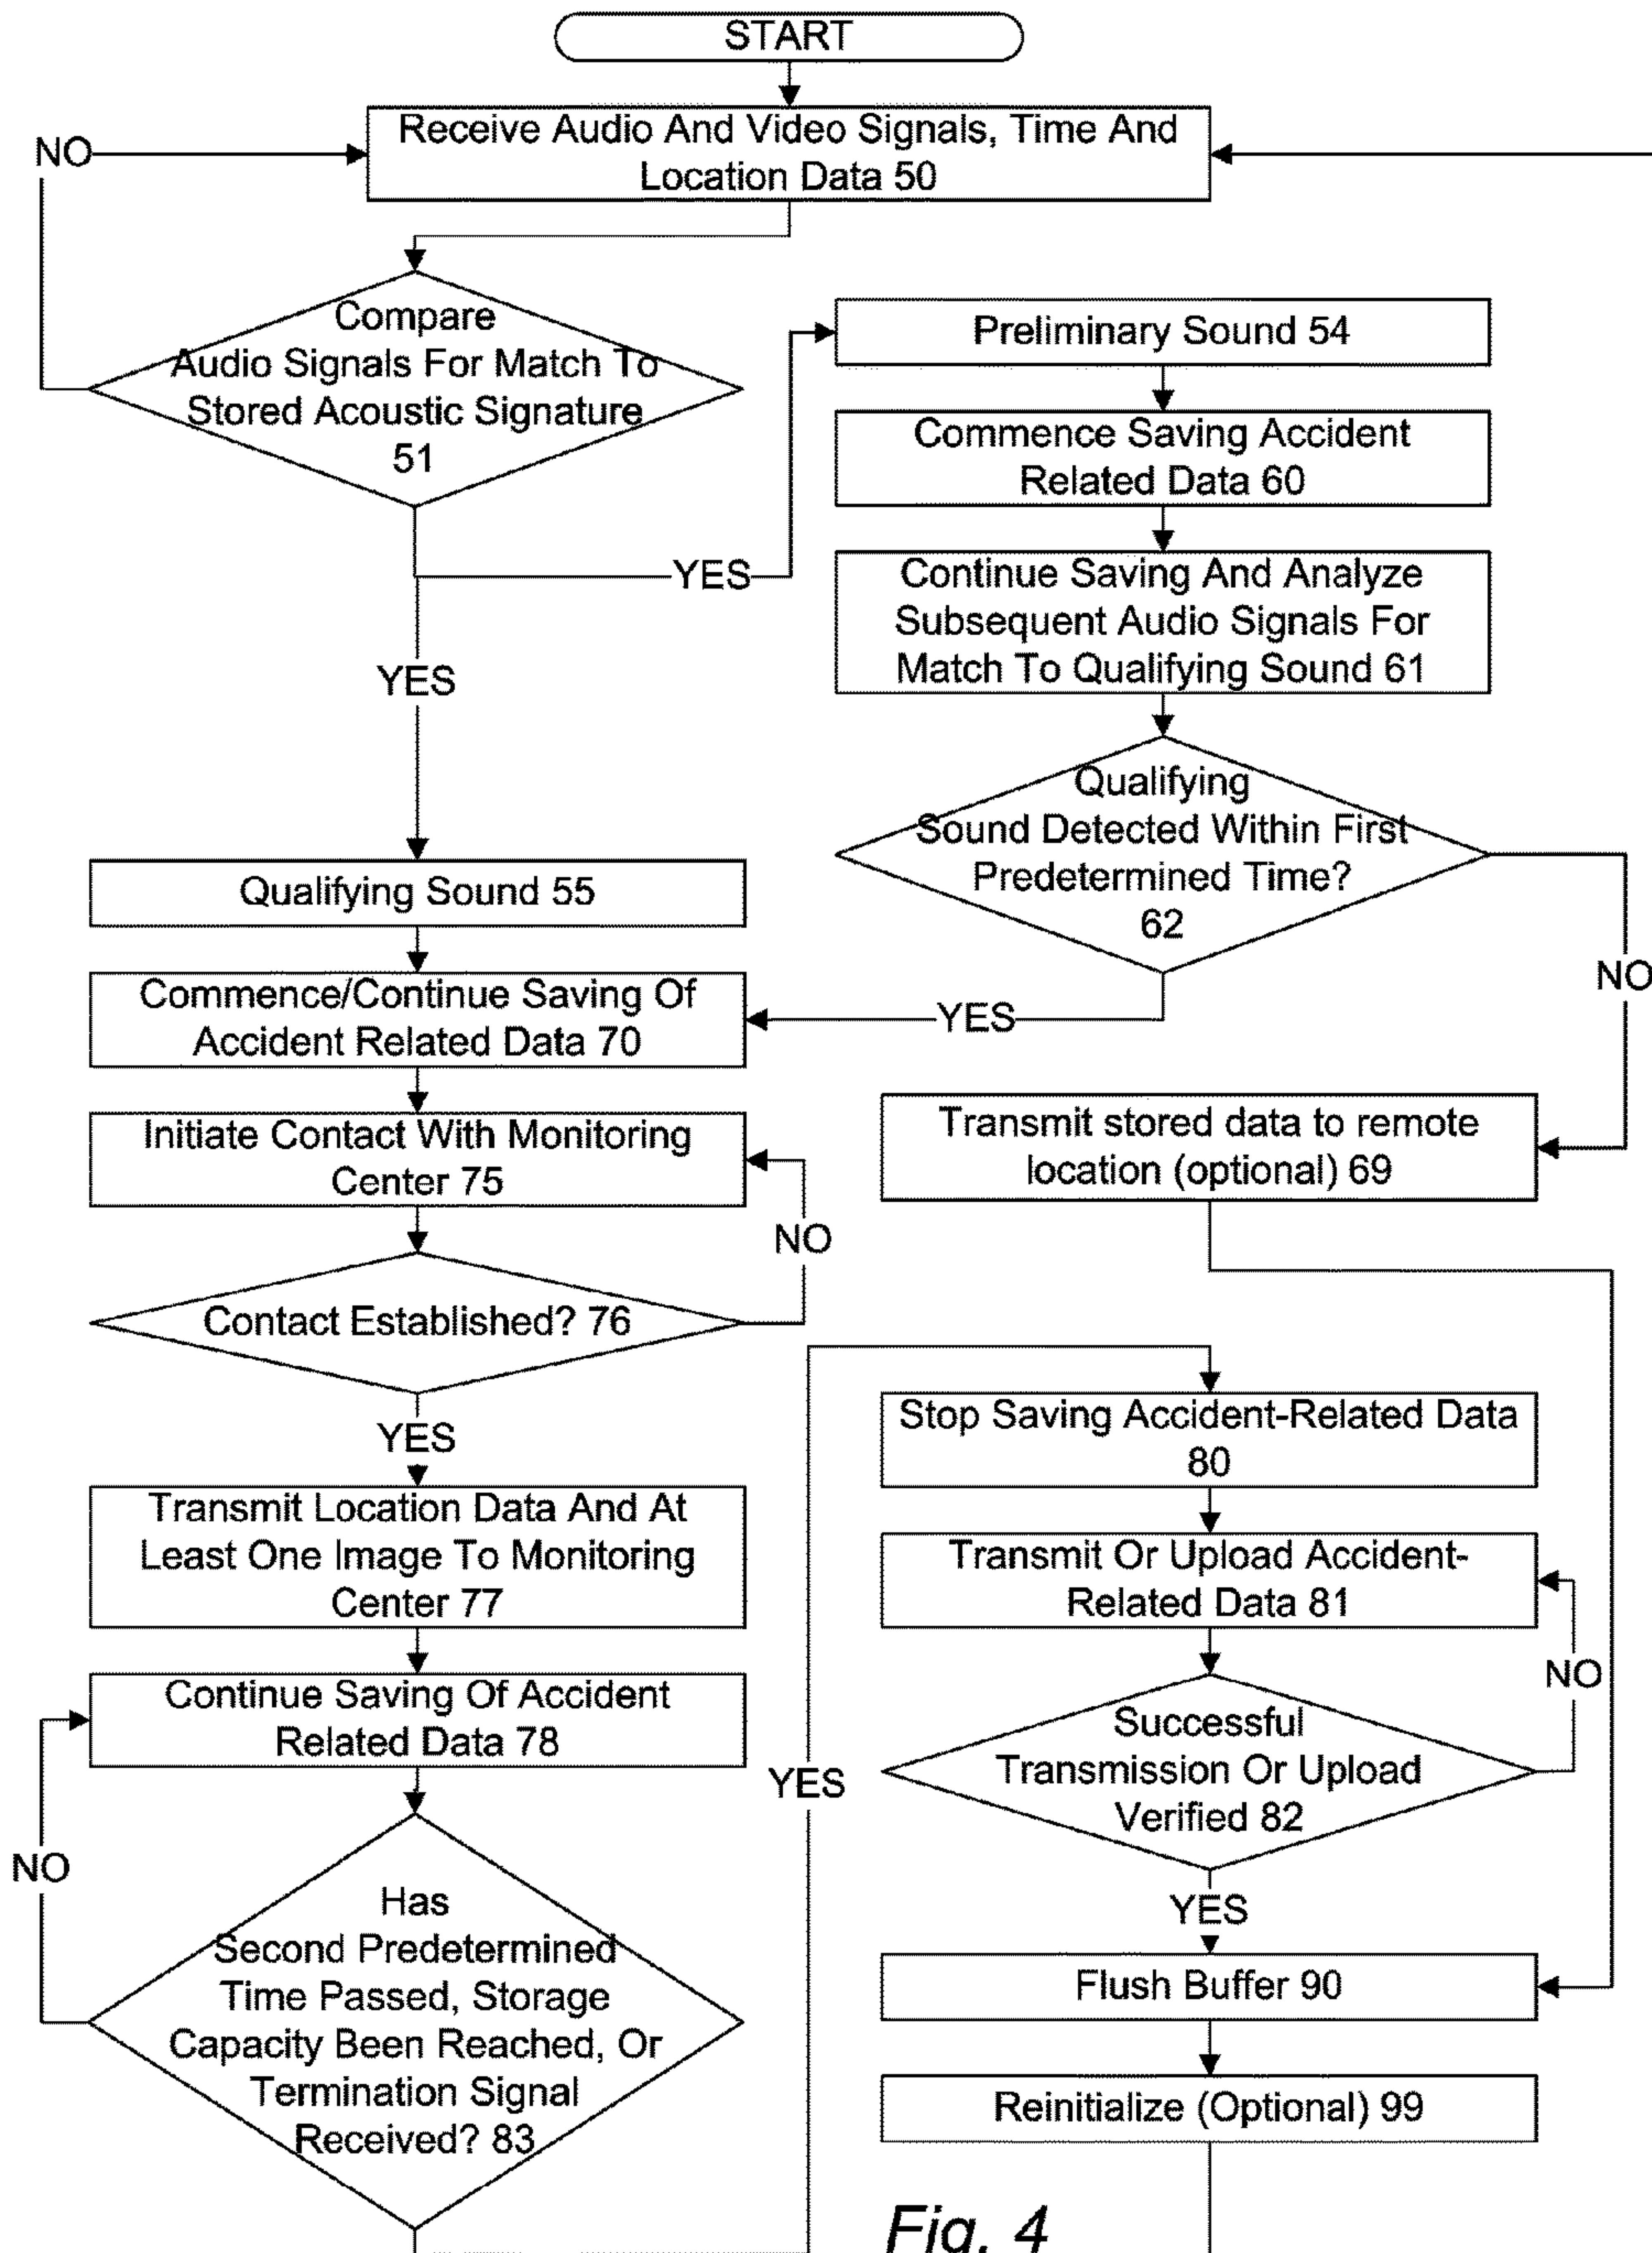 START
Receive Audio And Video Signals, Time And
Location Data 50
NO
Compare
Audio Signals For Match To
Stored Acoustic Signature
51
YES
YES
Preliminary Sound 54
Commence Saving Accident
Related Data 60
Continue Saving And Analyze
Subsequent Audio Signals For
Match To Qualifying Sound 61
Qualifying
Sound Detected Within First
Predetermined Time?
62
NO
YES
Qualifying Sound 55
Commence/Continue Saving Of
Accident Related Data 70
Initiate Contact With Monitoring
Center 75
NO
Contact Established? 76
YES
Transmit Location Data And At
Least One Image To Monitoring
Center 77
Continue Saving Of Accident
Related Data 78
NO
Has
Second Predetermined
Time Passed, Storage
Capacity Been Reached, Or
Termination Signal
Received? 83
YES
Transmit stored data to remote
location (optional) 69
Stop Saving Accident-Related Data
80
Transmit Or Upload Accident-
Related Data 81
NO
Successful
Transmission Or Upload
Verified 82
YES
Flush Buffer 90
Reinitialize (Optional) 99
Fig. 4